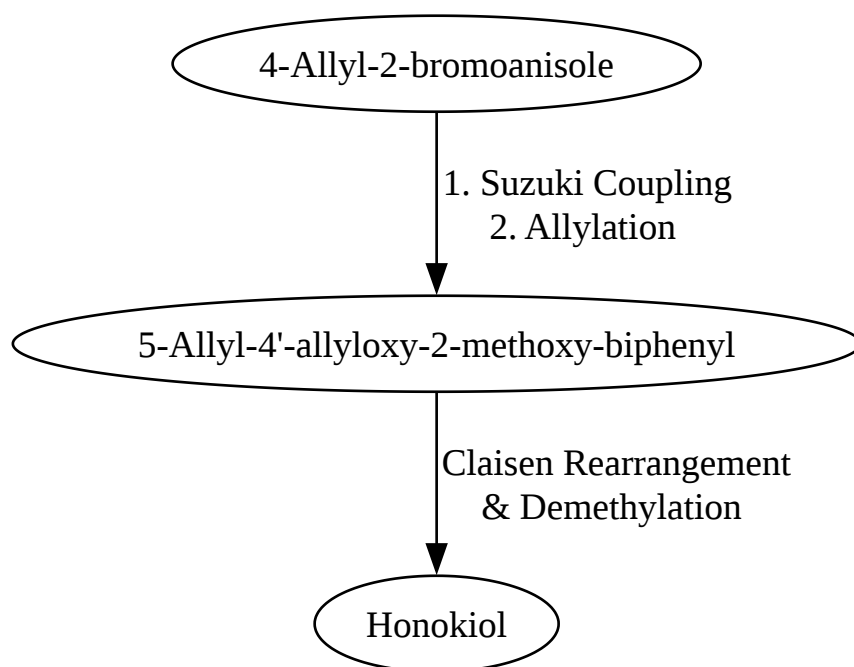 4-Allyl-2-bromoanisole
1. Suzuki Coupling
2. Allylation
5-Allyl-4'-allyloxy-2-methoxy-biphenyl
Claisen Rearrangement
& Demethylation
Honokiol